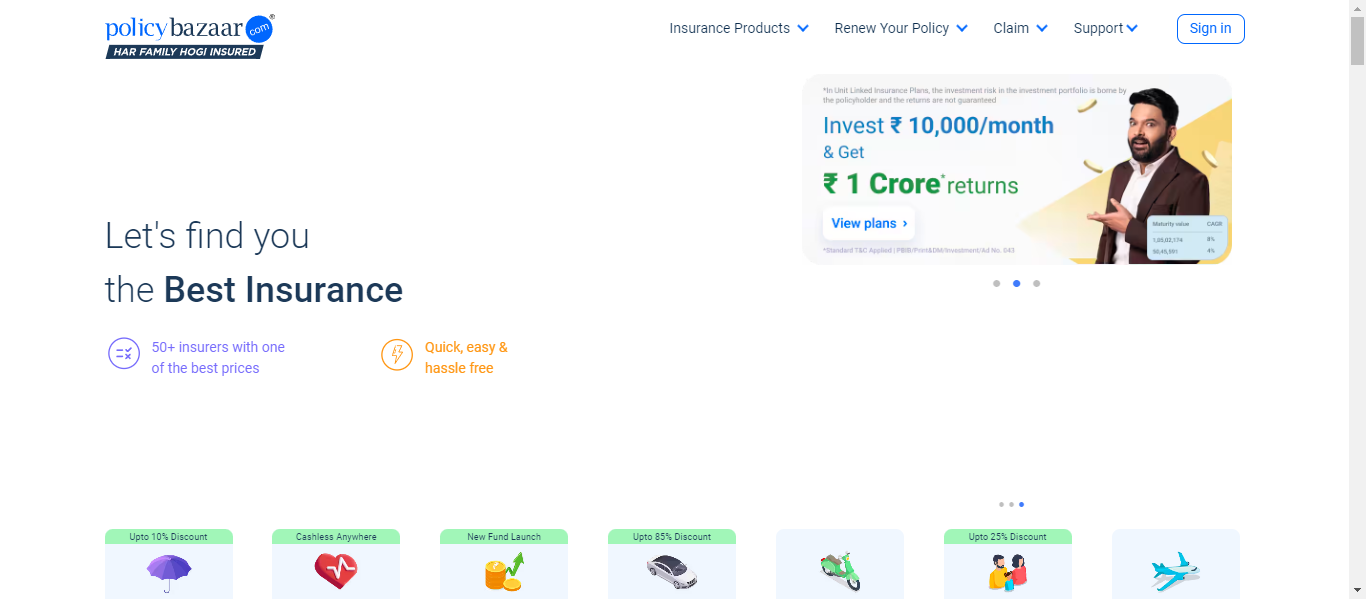 policybazaar.com®
HAR FAMILY HOGI INSURED
Insurance Products
Renew Your Policy
Claim
Support
Sign in
*In Unit Linked Insurance Plans, the investment risk in the investment portfolio is borne by
the policyholder and the returns are not guaranteed
Invest ₹ 10,000/month
& Get
₹ 1 Crore* returns
View plans ›
Maturity value CAGR
1,05,02,174 8%
50,45,591 4%
*Standard T&C Applied | PBIB/Print&DM/Investment/Ad No. 043
Let's find you
the Best Insurance
50+ insurers with one
of the best prices
Quick, easy &
hassle free
Upto 10% Discount
Cashless Anywhere
New Fund Launch
Upto 85% Discount
Upto 25% Discount